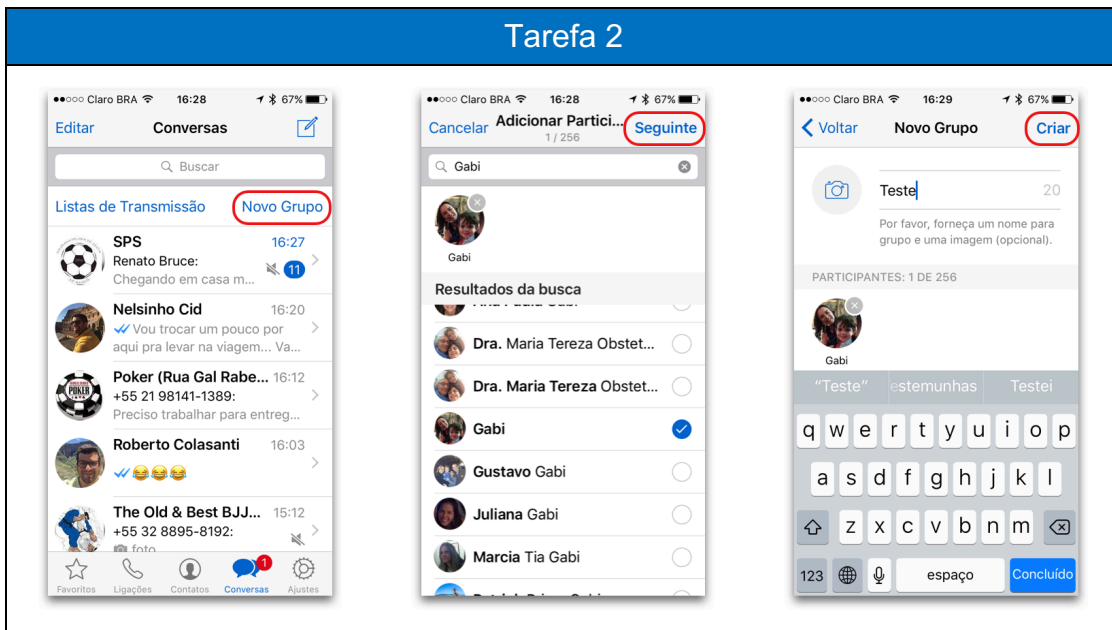 Tarefa 2
Claro BRA 16:28 67%
Editar Conversas
Buscar
Listas de Transmissão Novo Grupo
SPS 16:27
Renato Bruce:
Chegando em casa m... 11
Nelsinho Cid 16:20
Vou trocar um pouco por
aqui pra levar na viagem... Va...
Poker (Rua Gal Rabe... 16:12
+55 21 98141-1389:
Preciso trabalhar para entreg...
Roberto Colasanti 16:03
😂😂😂
The Old & Best BJJ... 15:12
+55 32 8895-8192:
foto
1
Favoritos Ligações Contatos Conversas Ajustes
Claro BRA 16:28 67%
Cancelar Adicionar Partici... Seguinte
1 / 256
Gabi
Gabi
Resultados da busca
Dra. Maria Tereza Obstet...
Dra. Maria Tereza Obstet...
Gabi
Gustavo Gabi
Juliana Gabi
Marcia Tia Gabi
Claro BRA 16:29 67%
Voltar Novo Grupo Criar
Teste 20
Por favor, forneça um nome para
grupo e uma imagem (opcional).
PARTICIPANTES: 1 DE 256
Gabi
“Teste” estemunhas Testei
q w e r t y u i o p
a s d f g h j k l
z x c v b n m
123 espaço Concluído